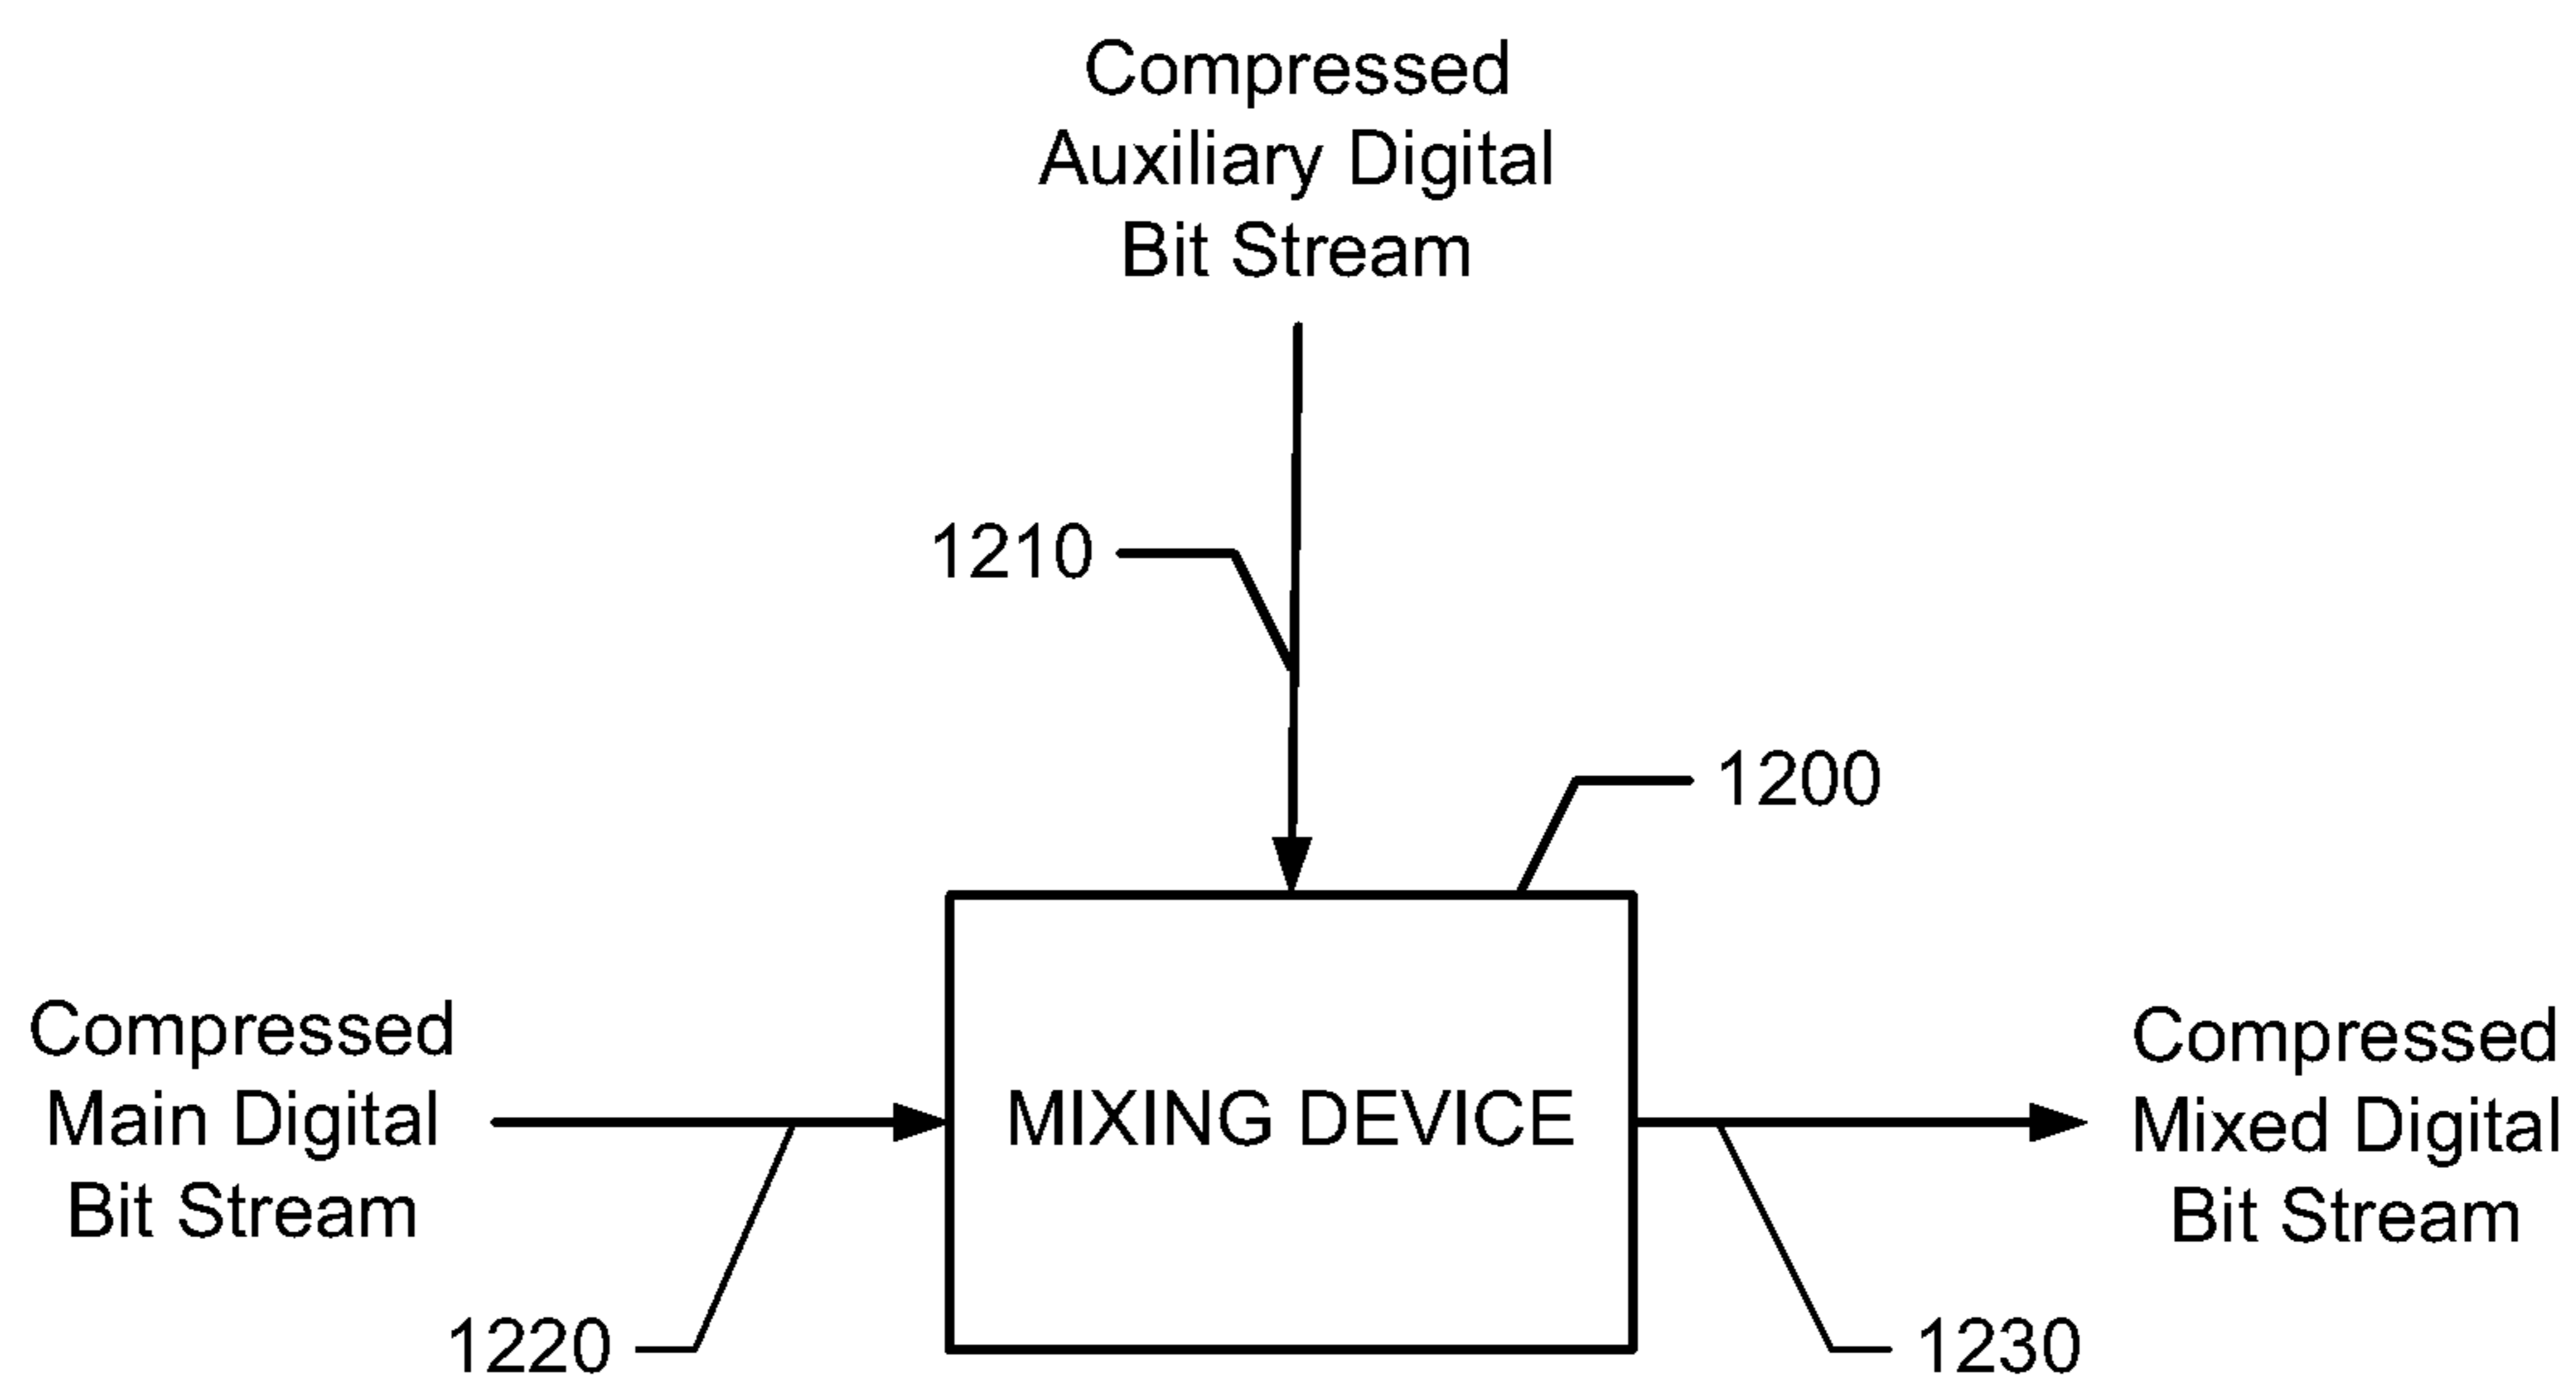 Compressed
Auxiliary Digital
Bit Stream
1210
1200
Compressed
Main Digital
Bit Stream
MIXING DEVICE
Compressed
Mixed Digital
Bit Stream
1220
1230